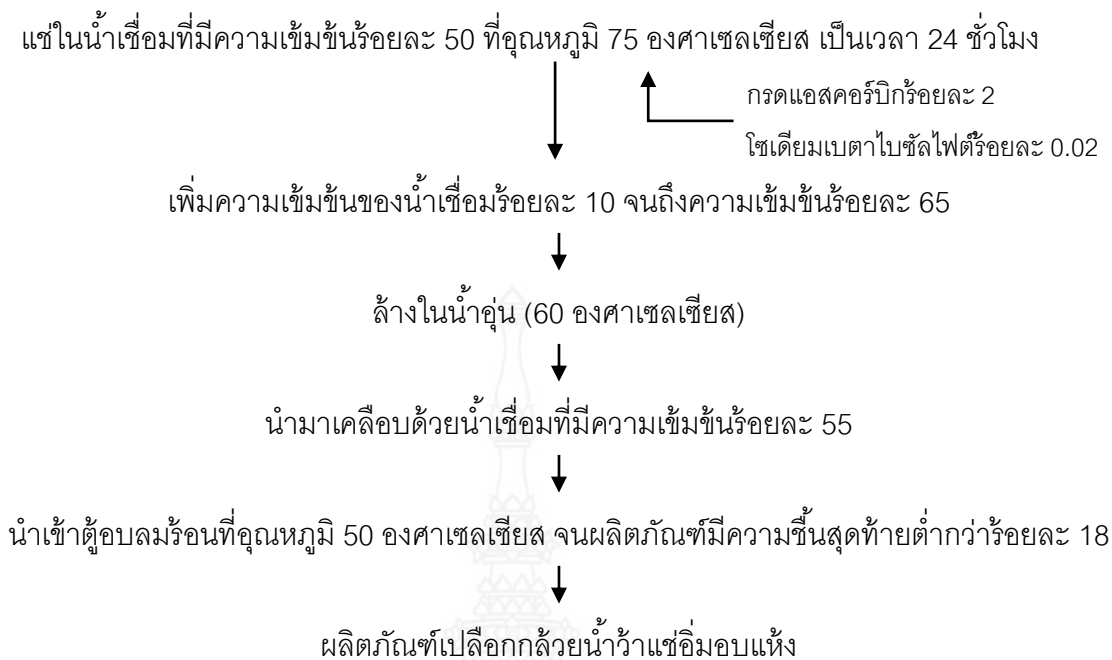 แช่ในน้ำเชื่อมที่มีความเข้มข้นร้อยละ 50 ที่อุณหภูมิ 75 องศาเซลเซียส เป็นเวลา 24 ชั่วโมง
กรดแอสคอร์บิกร้อยละ 2
โซเดียมเบตาไบซัลไฟต์ร้อยละ 0.02
เพิ่มความเข้มข้นของน้ำเชื่อมร้อยละ 10 จนถึงความเข้มข้นร้อยละ 65
ล้างในน้ำอุ่น (60 องศาเซลเซียส)
นำมาเคลือบด้วยน้ำเชื่อมที่มีความเข้มข้นร้อยละ 55
นำเข้าตู้อบลมร้อนที่อุณหภูมิ 50 องศาเซลเซียส จนผลิตภัณฑ์มีความชื้นสุดท้ายต่ำกว่าร้อยละ 18
ผลิตภัณฑ์เปลือกกล้วยน้ำว้าแช่อิ่มอบแห้ง